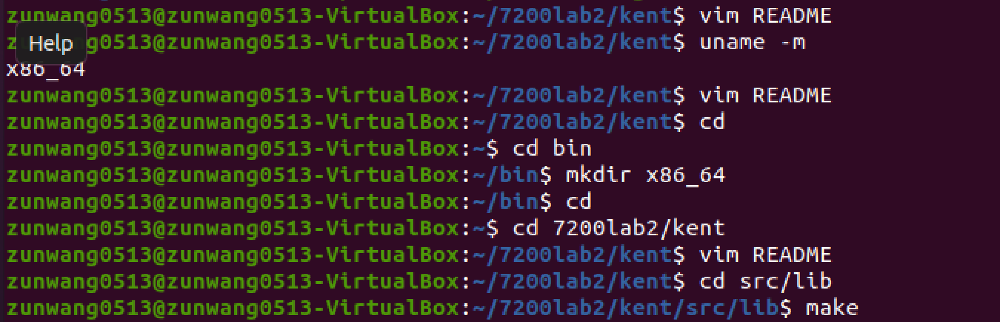 zunwang0513@zunwang0513-VirtualBox:~/7200lab2/kent$ vim README
Help
g0513@zunwang0513-VirtualBox:~/7200lab2/kent$ uname -m
x86_64
zunwang0513@zunwang0513-VirtualBox:~/7200lab2/kent$ vim README
zunwang0513@zunwang0513-VirtualBox:~/7200lab2/kent$ cd
zunwang0513@zunwang0513-VirtualBox:~$ cd bin
zunwang0513@zunwang0513-VirtualBox:~/bin$ mkdir x86_64
zunwang0513@zunwang0513-VirtualBox:~/bin$ cd
zunwang0513@zunwang0513-VirtualBox:~$ cd 7200lab2/kent
zunwang0513@zunwang0513-VirtualBox:~/7200lab2/kent$ vim README
zunwang0513@zunwang0513-VirtualBox:~/7200lab2/kent$ cd src/lib
zunwang0513@zunwang0513-VirtualBox:~/7200lab2/kent/src/lib$ make